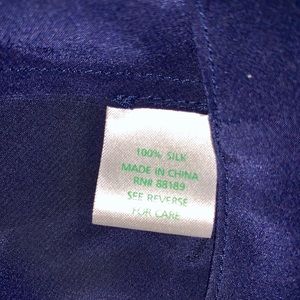 100% SILK
MADE IN CHINA
RN# 88189
SEE REVERSE
FOR CARE